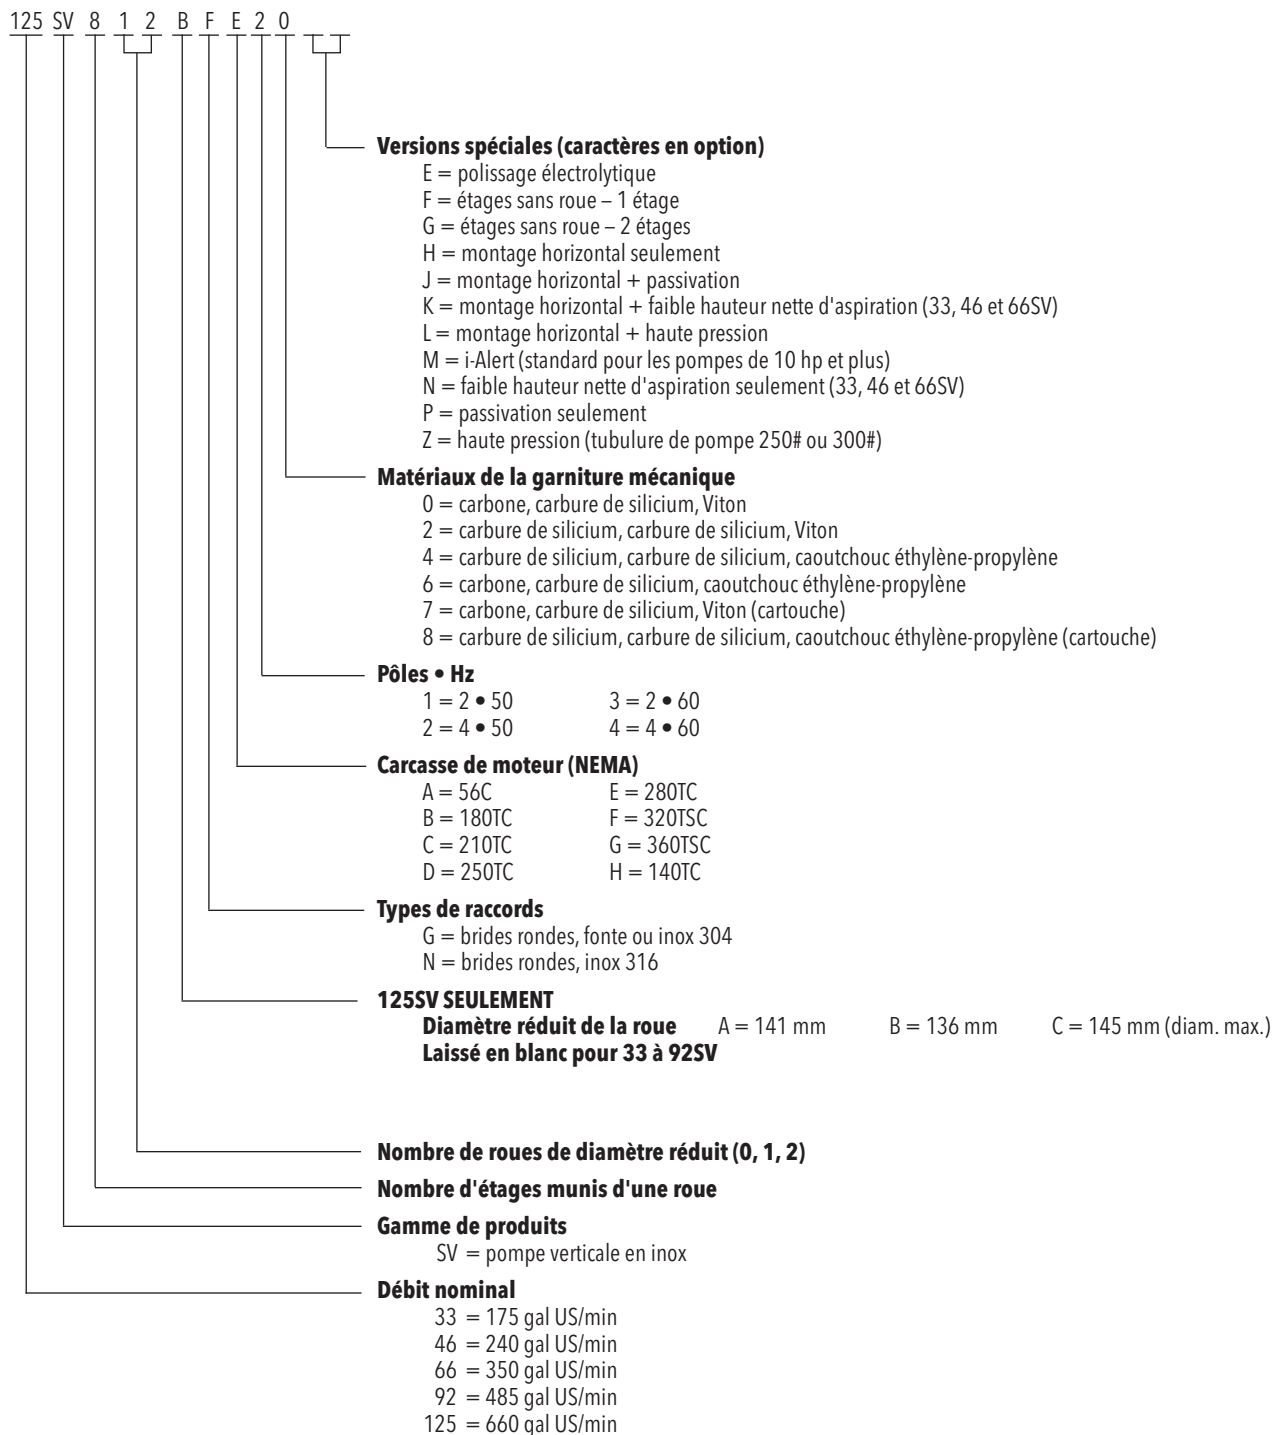 125 SV 8 1 2 B F E 2 0
Versions spéciales (caractères en option)
E = polissage électrolytique
F = étages sans roue – 1 étage
G = étages sans roue – 2 étages
H = montage horizontal seulement
J = montage horizontal + passivation
K = montage horizontal + faible hauteur nette d'aspiration (33, 46 et 66SV)
L = montage horizontal + haute pression
M = i-Alert (standard pour les pompes de 10 hp et plus)
N = faible hauteur nette d'aspiration seulement (33, 46 et 66SV)
P = passivation seulement
Z = haute pression (tubulure de pompe 250# ou 300#)
Matériaux de la garniture mécanique
0 = carbone, carbure de silicium, Viton
2 = carbure de silicium, carbure de silicium, Viton
4 = carbure de silicium, carbure de silicium, caoutchouc éthylène-propylène
6 = carbone, carbure de silicium, caoutchouc éthylène-propylène
7 = carbone, carbure de silicium, Viton (cartouche)
8 = carbure de silicium, carbure de silicium, caoutchouc éthylène-propylène (cartouche)
Pôles • Hz
1 = 2 • 50 3 = 2 • 60
2 = 4 • 50 4 = 4 • 60
Carcasse de moteur (NEMA)
A = 56C E = 280TC
B = 180TC F = 320TSC
C = 210TC G = 360TSC
D = 250TC H = 140TC
Types de raccords
G = brides rondes, fonte ou inox 304
N = brides rondes, inox 316
125SV SEULEMENT
Diamètre réduit de la roue A = 141 mm B = 136 mm C = 145 mm (diam. max.)
Laissé en blanc pour 33 à 92SV
Nombre de roues de diamètre réduit (0, 1, 2)
Nombre d'étages munis d'une roue
Gamme de produits
SV = pompe verticale en inox
Débit nominal
33 = 175 gal US/min
46 = 240 gal US/min
66 = 350 gal US/min
92 = 485 gal US/min
125 = 660 gal US/min